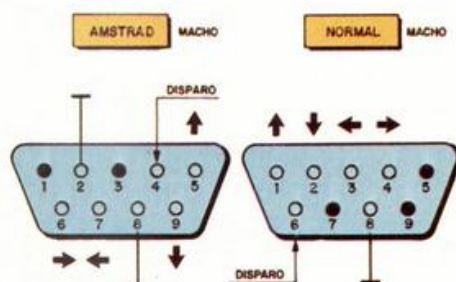 AMSTRAD MACHO
NORMAL MACHO
DISPARO
1 2 3 4 5
6 7 8 9
1 2 3 4 5
6 7 8 9
DISPARO